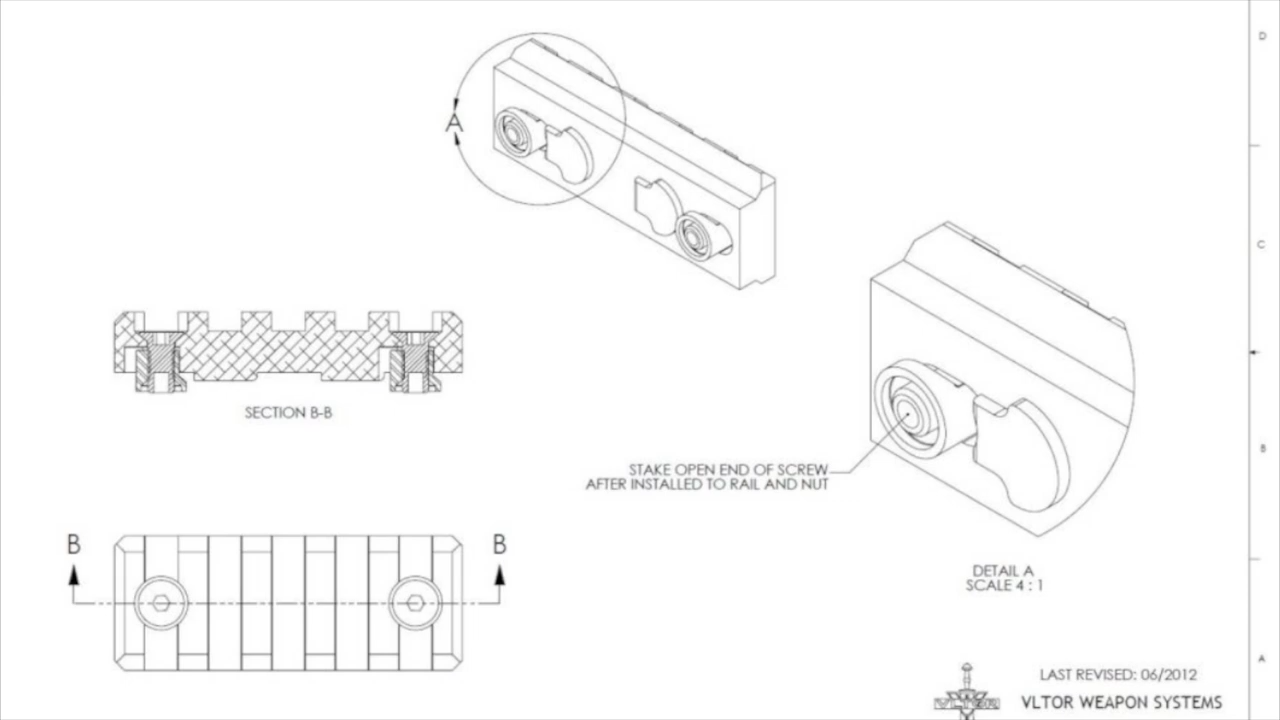 D
A
C
SECTION B-B
STAKE OPEN END OF SCREW
AFTER INSTALLED TO RAIL AND NUT
B
B
B
DETAIL A
SCALE 4 : 1
A
LAST REVISED: 06/2012
VLTOR
VLTOR WEAPON SYSTEMS